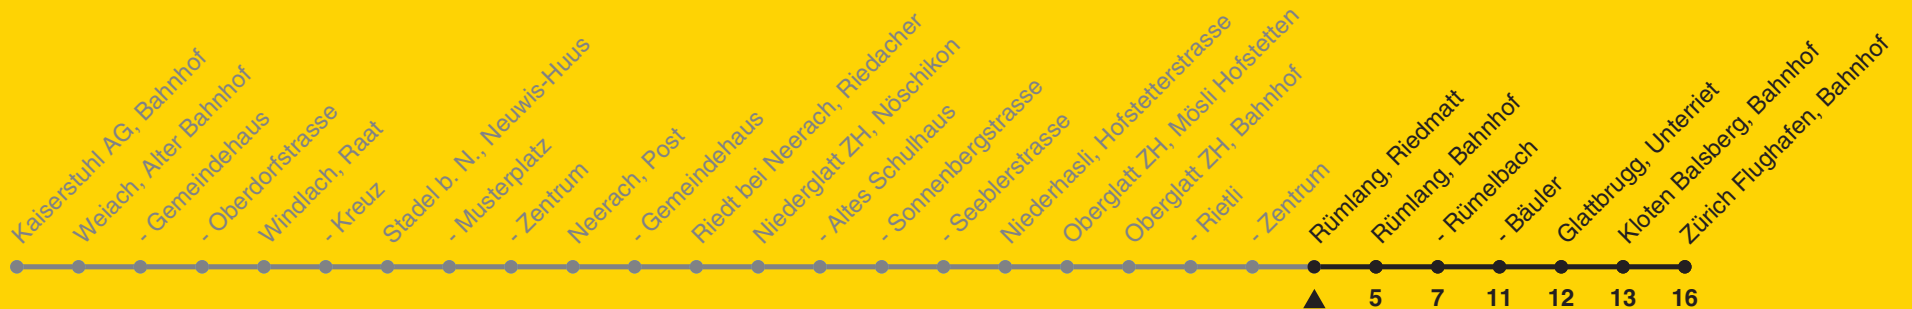 Kaiserstuhl AG, Bahnhof
Weiach, Alter Bahnhof
- Gemeindehaus
- Oberdorfstrasse
Windlach, Raat
- Kreuz
Stadel b. N., Neuwis-Huus
- Musterplatz
- Zentrum
Neerach, Post
- Gemeindehaus
Riedt bei Neerach, Riedacher
Niederglatt ZH, Nöschikon
- Altes Schulhaus
- Sonnenbergstrasse
- Seeblerstrasse
Niederhasli, Hofstetterstrasse
Oberglatt ZH, Mösli Hofstetten
Oberglatt ZH, Bahnhof
- Rietli
- Zentrum
Rümlang, Riedmatt
Rümlang, Bahnhof
- Rümelbach
- Bäuler
Glattbrugg, Unterriet
Kloten Balsberg, Bahnhof
Zürich Flughafen, Bahnhof
5 7 11 12 13 16